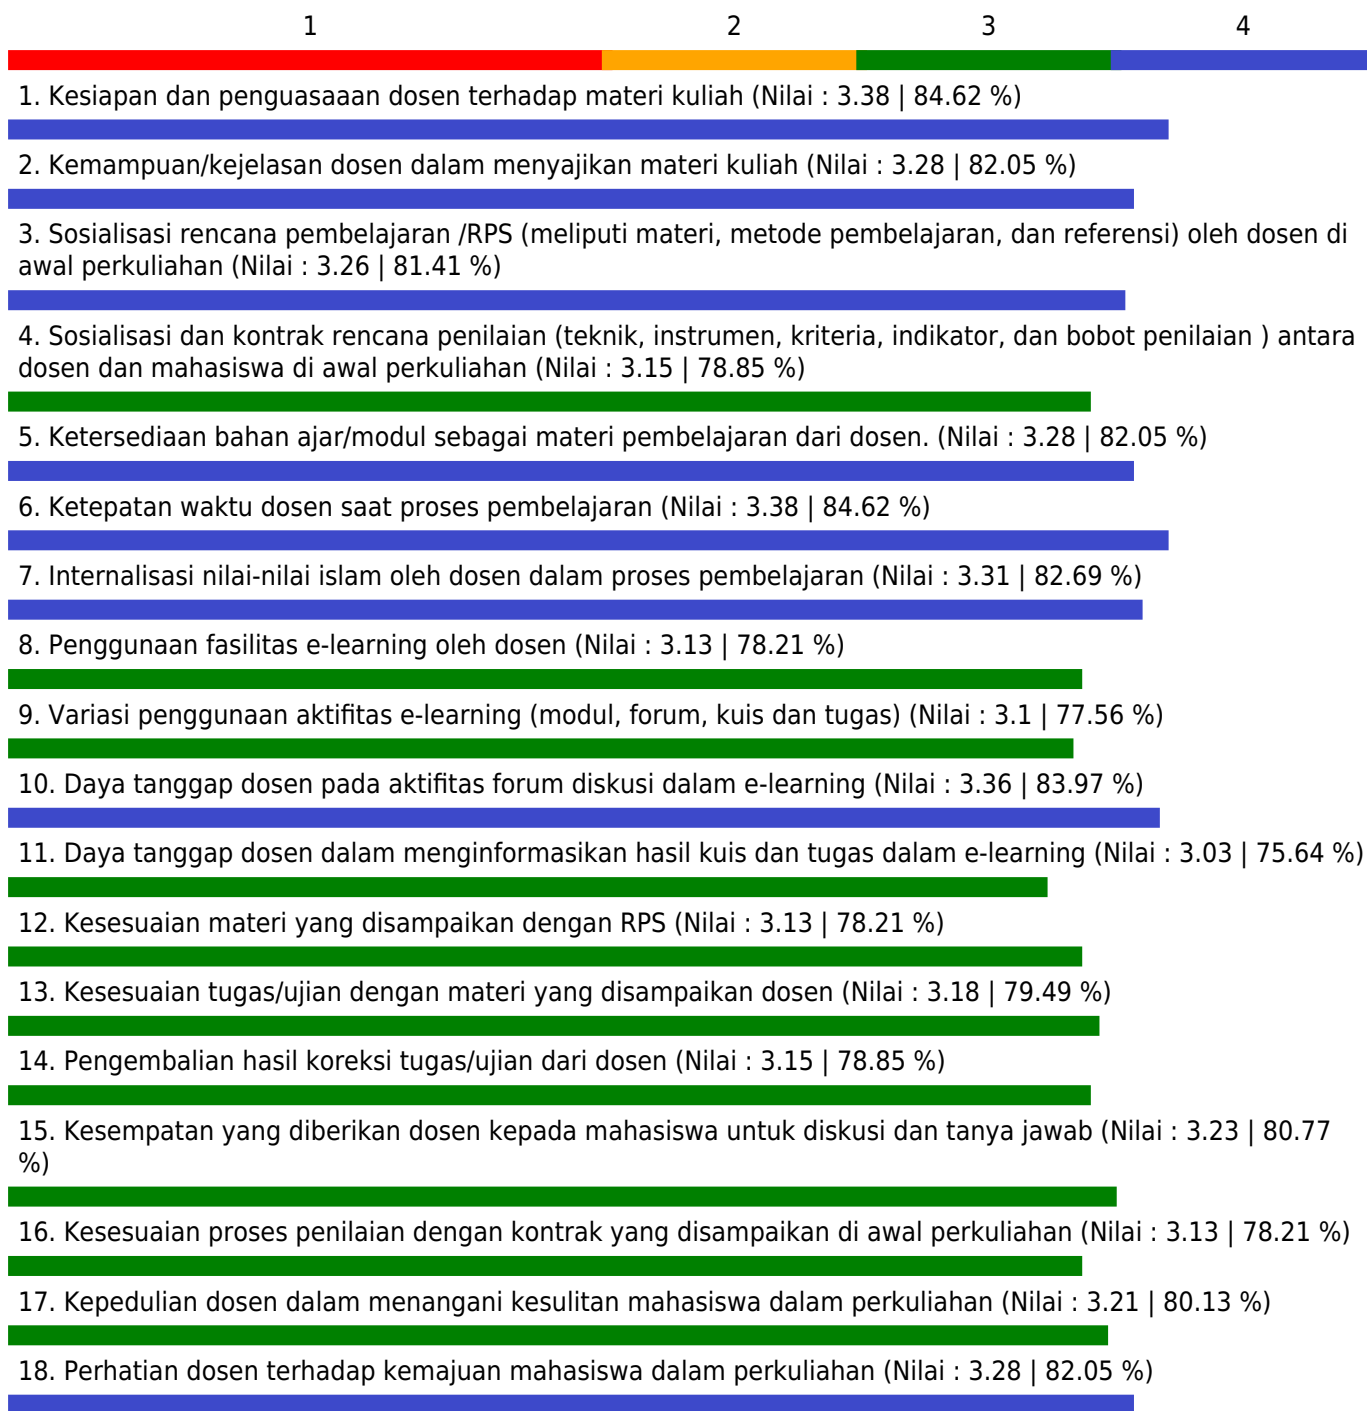 1 2 3 4
1. Kesiapan dan penguasaaan dosen terhadap materi kuliah (Nilai : 3.38 | 84.62 %)
2. Kemampuan/kejelasan dosen dalam menyajikan materi kuliah (Nilai : 3.28 | 82.05 %)
3. Sosialisasi rencana pembelajaran /RPS (meliputi materi, metode pembelajaran, dan referensi) oleh dosen di
awal perkuliahan (Nilai : 3.26 | 81.41 %)
4. Sosialisasi dan kontrak rencana penilaian (teknik, instrumen, kriteria, indikator, dan bobot penilaian ) antara
dosen dan mahasiswa di awal perkuliahan (Nilai : 3.15 | 78.85 %)
5. Ketersediaan bahan ajar/modul sebagai materi pembelajaran dari dosen. (Nilai : 3.28 | 82.05 %)
6. Ketepatan waktu dosen saat proses pembelajaran (Nilai : 3.38 | 84.62 %)
7. Internalisasi nilai-nilai islam oleh dosen dalam proses pembelajaran (Nilai : 3.31 | 82.69 %)
8. Penggunaan fasilitas e-learning oleh dosen (Nilai : 3.13 | 78.21 %)
9. Variasi penggunaan aktifitas e-learning (modul, forum, kuis dan tugas) (Nilai : 3.1 | 77.56 %)
10. Daya tanggap dosen pada aktifitas forum diskusi dalam e-learning (Nilai : 3.36 | 83.97 %)
11. Daya tanggap dosen dalam menginformasikan hasil kuis dan tugas dalam e-learning (Nilai : 3.03 | 75.64 %)
12. Kesesuaian materi yang disampaikan dengan RPS (Nilai : 3.13 | 78.21 %)
13. Kesesuaian tugas/ujian dengan materi yang disampaikan dosen (Nilai : 3.18 | 79.49 %)
14. Pengembalian hasil koreksi tugas/ujian dari dosen (Nilai : 3.15 | 78.85 %)
15. Kesempatan yang diberikan dosen kepada mahasiswa untuk diskusi dan tanya jawab (Nilai : 3.23 | 80.77
%)
16. Kesesuaian proses penilaian dengan kontrak yang disampaikan di awal perkuliahan (Nilai : 3.13 | 78.21 %)
17. Kepedulian dosen dalam menangani kesulitan mahasiswa dalam perkuliahan (Nilai : 3.21 | 80.13 %)
18. Perhatian dosen terhadap kemajuan mahasiswa dalam perkuliahan (Nilai : 3.28 | 82.05 %)